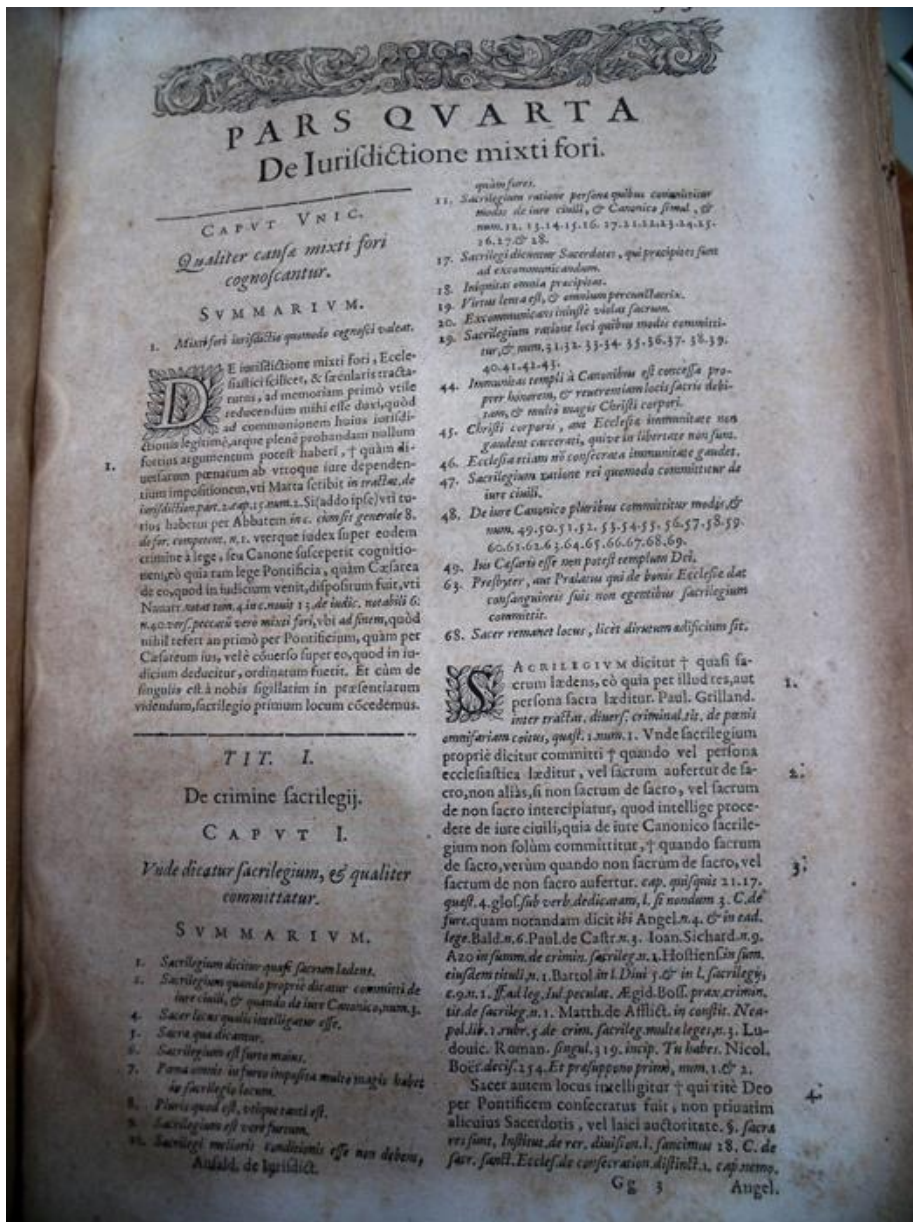 PARS QVARTA
De Iuriſdictione mixti fori.
CAPVT VNIC.
Qualiter cauſæ mixti fori
cognoſcantur.
SVMMARIVM.
1. Mixti fori iuriſdictio quomodo cognoſci valeat.
DE iuriſdictione mixti fori, Eccle-
ſiaſtici ſcilicet, & ſæcularis tracta-
turus, ad memoriam primò vtile
reducendum mihi eſſe duxi, quòd
ad communionem huius iuriſdi-
ctionis legitimè, atque plenè probandam nullum
1. fortius argumentum poteſt haberi, † quàm di-
uerſarum pœnarum ab vtroque iure dependen-
tium impoſitionem, vti Marta ſcribit in tractat. de
iuriſdiction. part. 2. cap. 15. num. 2. Si (addo ipſe) vti tu-
tius habetur per Abbatem in c. cùm ſit generale 8.
de for. competent. n. 1. vterque iudex ſuper eodem
crimine à lege, ſeu Canone ſuſceperit cognitio-
nem, eò quia tam lege Pontificia, quàm Cæſarea
de eo, quod in iudicium venit, diſpoſitum fuit, vti
Nauarr. notat tom. 4. in c. nouit 13. de iudic. notabili 6.
n. 40. verſ. peccatū verò mixti fori, vbi ad finem, quòd
nihil refert an primò per Pontificium, quàm per
Cæſareum ius, vel è cōuerſo ſuper eo, quod in iu-
dicium deducitur, ordinatum fuerit. Et cùm de
ſingulis eſt à nobis ſigillatim in præſentiarum
videndum, ſacrilegio primum locum cōcedemus.
TIT. I.
De crimine ſacrilegij.
CAPVT I.
Vnde dicatur ſacrilegium, & qualiter
committatur.
SVMMARIVM.
1. Sacrilegium dicitur quaſi ſacrum lædens.
2. Sacrilegium quando propriè dicatur committi de
iure ciuili, & quando de iure Canonico, num. 3.
4. Sacer locus qualis intelligatur eſſe.
5. Sacra quæ dicantur.
6. Sacrilegium eſt furto maius.
7. Pœna omnis in furto impoſita multo magis habet
in ſacrilegio locum.
8. Pluris quod eſt, vtique tanti eſt.
9. Sacrilegium eſt verè furtum.
10. Sacrilegi melioris conditionis eſſe non debent,
Anſald. de Iuriſdict.
quàm fures.
11. Sacrilegium ratione perſonæ quibus committitur
modis de iure ciuili, & Canonico ſimul, &
num. 12. 13. 14. 15. 16. 17. 21. 22. 23. 24. 25.
26. 27. & 28.
17. Sacrilegi dicuntur Sacerdotes, qui præcipites ſunt
ad excommunicandum.
18. Iniquitas omnia præcipitat.
19. Virtus lenta eſt, & omnium percunctatrix.
20. Excommunicans iniuſtè violat ſacrum.
29. Sacrilegium ratione loci quibus modis committi-
tur, & num. 31. 32. 33. 34. 35. 36. 37. 38. 39.
40. 41. 42. 43.
44. Immunitas templi à Canonibus eſt conceſſa pro-
pter honorem, & reuerentiam locis ſacris debi-
tam, & multò magis Chriſti corpori.
45. Chriſti corporis, aut Eccleſiæ immunitate non
gaudent carcerati, quive in libertate non ſunt.
46. Eccleſia etiam nō conſecrata immunitate gaudet.
47. Sacrilegium ratione rei quomodo committitur de
iure ciuili.
48. De iure Canonico pluribus committitur modis, &
num. 49. 50. 51. 52. 53. 54. 55. 56. 57. 58. 59.
60. 61. 62. 63. 64. 65. 66. 67. 68. 69.
49. Ius Cæſaris eſſe non poteſt templum Dei.
63. Presbyter, aut Prælatus qui de bonis Eccleſiæ dat
conſanguineis ſuis non egentibus ſacrilegium
committit.
68. Sacer remanet locus, licèt dirutum ædificium ſit.
SACRILEGIVM dicitur † quaſi ſa- 1.
crum lædens, eò quia per illud res, aut
perſona ſacra læditur. Paul. Grilland.
inter tractat. diuerſ. criminal. tit. de pœnis
omnifariam coitus, quæſt. 1. num. 1. Vnde ſacrilegium
propriè dicitur committi † quando vel perſona 2.
eccleſiaſtica læditur, vel ſacrum aufertur de ſa-
cro, non aliàs, ſi non ſacrum de ſacro, vel ſacrum
de non ſacro intercipiatur, quod intellige proce-
dere de iure ciuili, quia de iure Canonico ſacrile-
gium non ſolùm committitur, † quando ſacrum 3.
de ſacro, verùm quando non ſacrum de ſacro, vel
ſacrum de non ſacro aufertur. cap. quiſquis 21. 17.
quæſt. 4. gloſ. ſub verb. dedicatam, l. ſi nondum 3. C. de
fure. quam notandam dicit ibi Angel. n. 4. & in ead.
lege. Bald. n. 6. Paul. de Caſtr. n. 3. Ioan. Sichard. n. 9.
Azo in ſumm. de crimin. ſacrileg. n. 1. Hoſtienſ. in ſum.
eiuſdem tituli, n. 1. Bartol. in l. Diui 5. & in l. ſacrilegij,
c. 9. n. 1. ff. ad leg. Iul. peculat. Ægid. Boſſ. prax. crimin.
tit. de ſacrileg. n. 1. Matth. de Afflict. in conſtit. Nea-
pol. lib. 1. rubr. 5. de crim. ſacrileg. multæ leges, n. 3. Lu-
douic. Roman. ſingul. 319. incip. Tu habes. Nicol.
Boër. deciſ. 254. Et præſuppono primò, num. 1. & 2.
Sacer autem locus intelligitur † qui ritè Deo 4.
per Pontificem conſecratus fuit, non priuatim
alicuius Sacerdotis, vel laici auctoritate. §. ſacræ
res ſunt, Inſtitut. de rer. diuiſion. l. ſancimus 18. C. de
ſacr. ſanct. Eccleſ. de conſecration. diſtinct. 1. cap. nemo.
Gg 3 Angel.